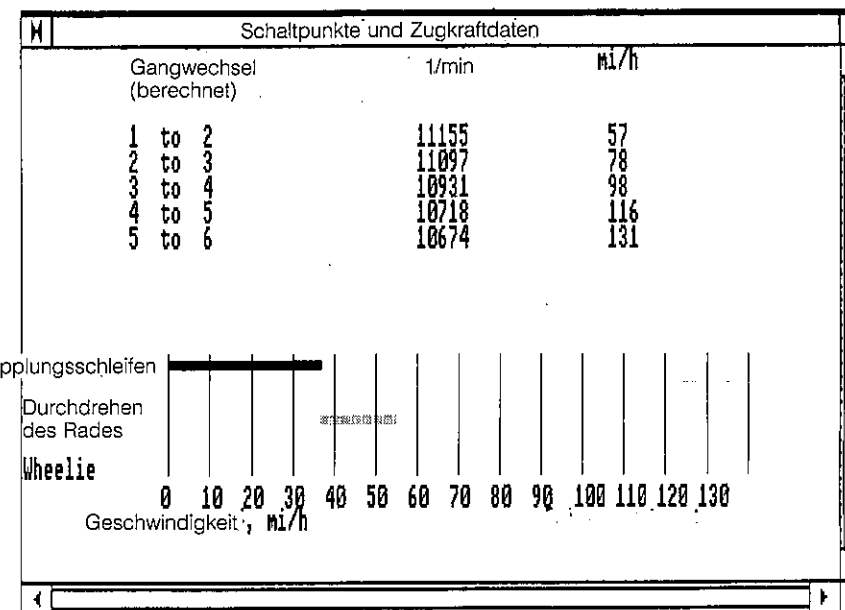 Schaltpunkte und Zugkraftdaten
Gangwechsel 1/min mi/h
(berechnet)
1 to 2 11155 57
2 to 3 11097 78
3 to 4 10931 98
4 to 5 10718 116
5 to 6 10674 131
pplungsschleifen
Durchdrehen
des Rades
Wheelie
0 10 20 30 40 50 60 70 80 90 100 110 120 130
Geschwindigkeit, mi/h